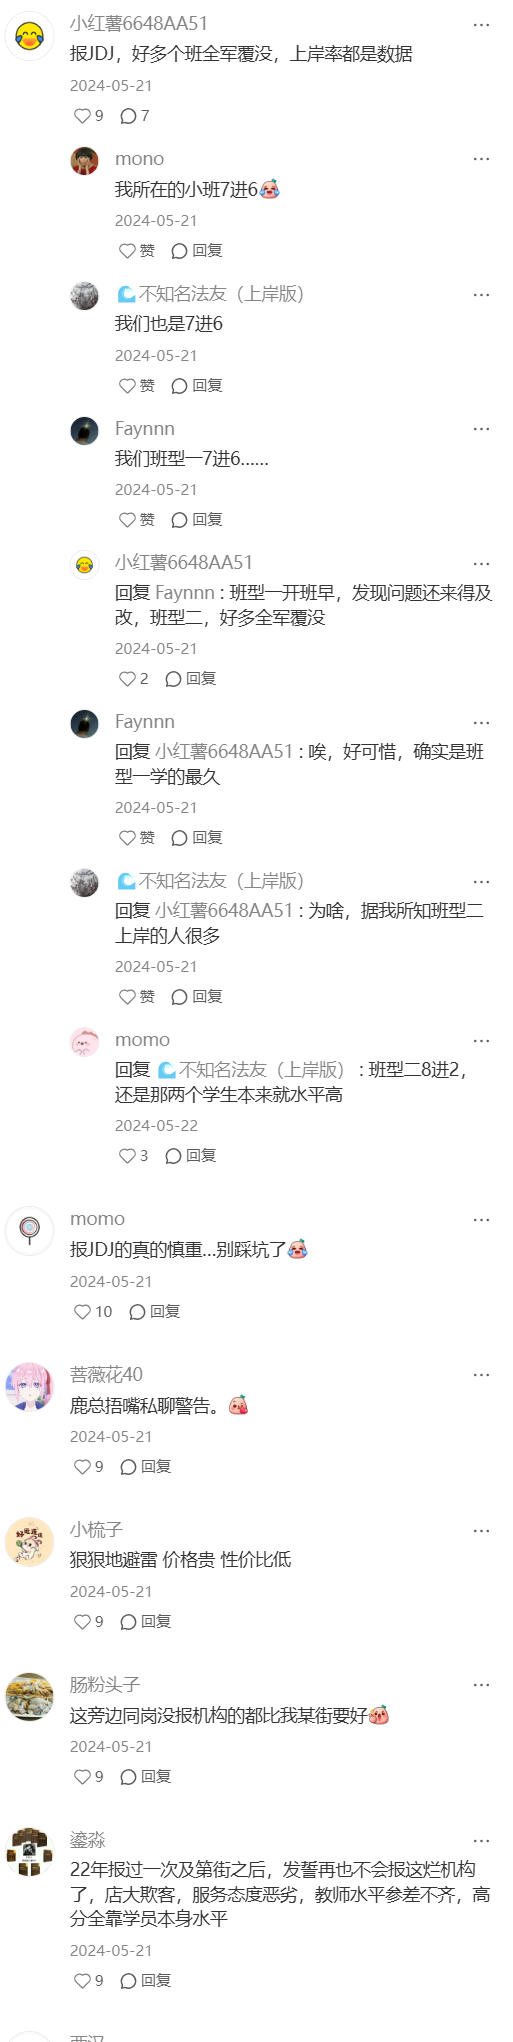 小红薯6648AA51
报JDJ，好多个班全军覆没，上岸率都是数据
2024-05-21
9 7
mono
我所在的小班7进6
2024-05-21
赞 回复
不知名法友（上岸版）
我们也是7进6
2024-05-21
赞 回复
Faynnn
我们班型一7进6......
2024-05-21
赞 回复
小红薯6648AA51
回复 Faynnn : 班型一开班早，发现问题还来得及
改，班型二，好多全军覆没
2024-05-21
2 回复
Faynnn
回复 小红薯6648AA51 : 唉，好可惜，确实是班
型一学的最久
2024-05-21
赞 回复
不知名法友（上岸版）
回复 小红薯6648AA51 : 为啥，据我所知班型二
上岸的人很多
2024-05-21
赞 回复
momo
回复 不知名法友（上岸版） : 班型二8进2，
还是那两个学生本来就水平高
2024-05-22
3 回复
momo
报JDJ的真的慎重...别踩坑了
2024-05-21
10 回复
菩薇花40
鹿总捂嘴私聊警告。
2024-05-21
9 回复
小梳子
狠狠地避雷 价格贵 性价比低
2024-05-21
9 回复
肠粉头子
这旁边同岗没报机构的都比我某街要好
2024-05-21
9 回复
鎏淼
22年报过一次及第街之后，发誓再也不会报这烂机构
了，店大欺客，服务态度恶劣，教师水平参差不齐，高
分全靠学员本身水平
2024-05-21
9 回复